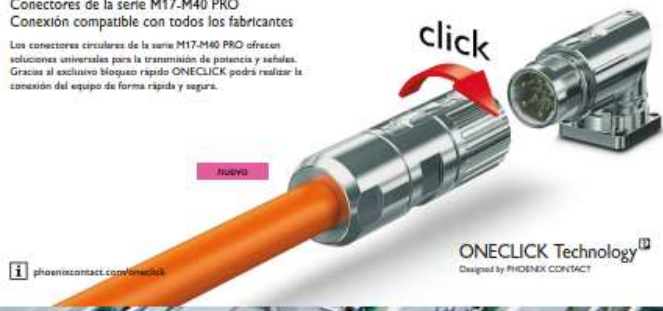 Conectores de la serie M17-M40 PRO
Conexión compatible con todos los fabricantes
Los conectores circulares de la serie M17-M40 PRO ofrecen
soluciones universales para la transmisión de potencia y señales.
Gracias al exclusivo bloqueo rápido ONECLICK podrá realizar la
conexión del equipo de forma rápida y segura.
click
nuevo
i phoenixcontact.com/oneclick
ONECLICK Technology
Designed by PHOENIX CONTACT